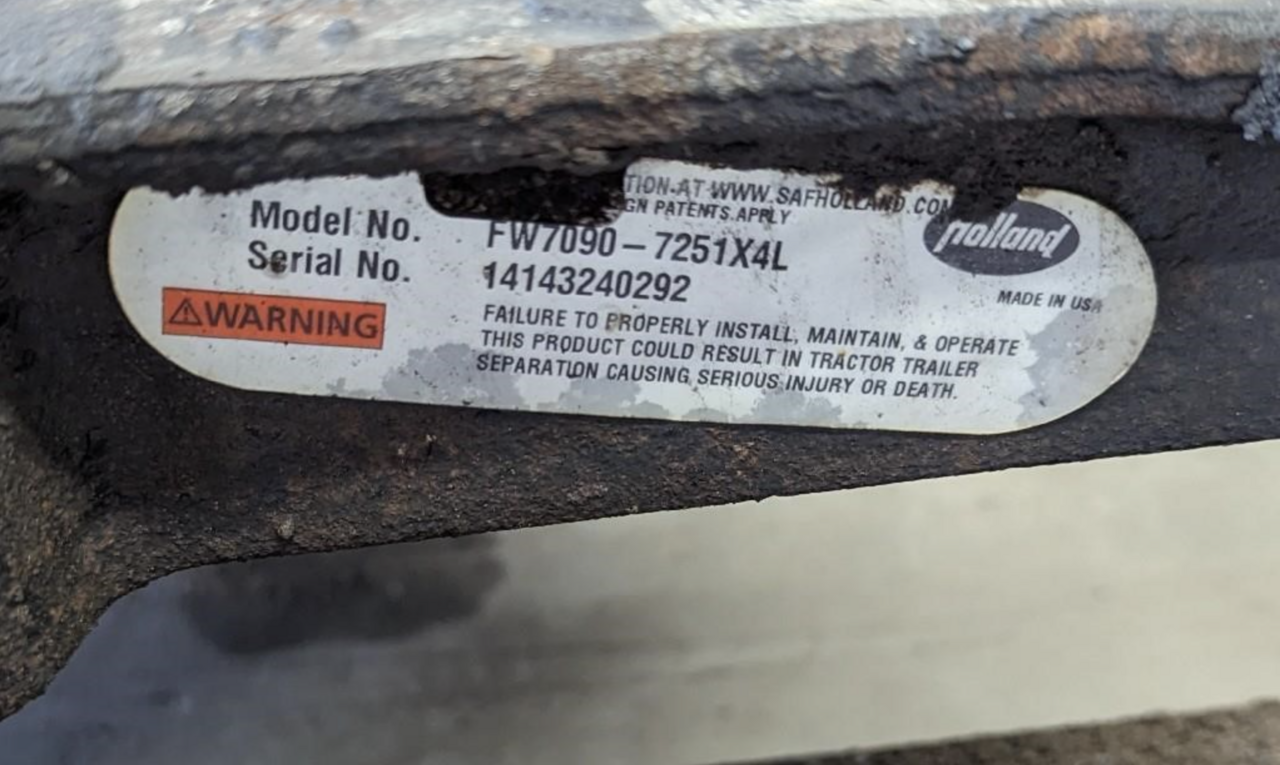 TION AT WWW.SAFHOLLAND.COM
GN PATENTS APPLY
Model No. FW7090-7251X4L
Serial No. 14143240292
holland
MADE IN USA
⚠WARNING
FAILURE TO PROPERLY INSTALL, MAINTAIN, & OPERATE
THIS PRODUCT COULD RESULT IN TRACTOR TRAILER
SEPARATION CAUSING SERIOUS INJURY OR DEATH.